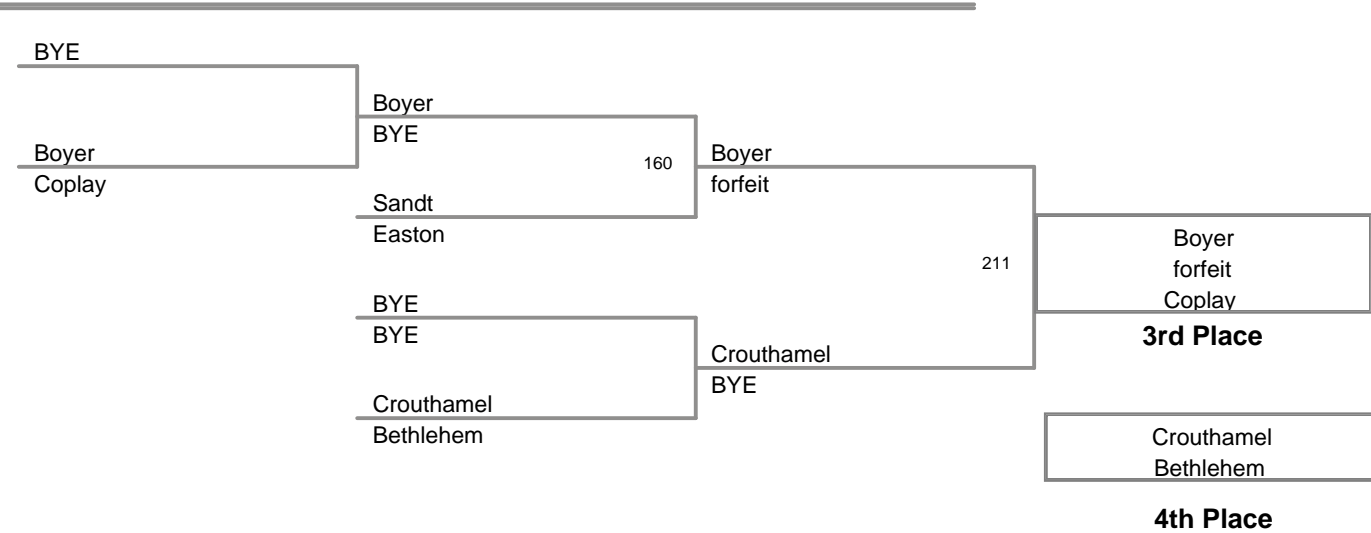 BYE
Boyer
Coplay
Boyer
BYE
160
Sandt
Easton
BYE
BYE
Crouthamel
Bethlehem
Boyer
forfeit
211
Crouthamel
BYE
Boyer
forfeit
Coplay
3rd Place
Crouthamel
Bethlehem
4th Place